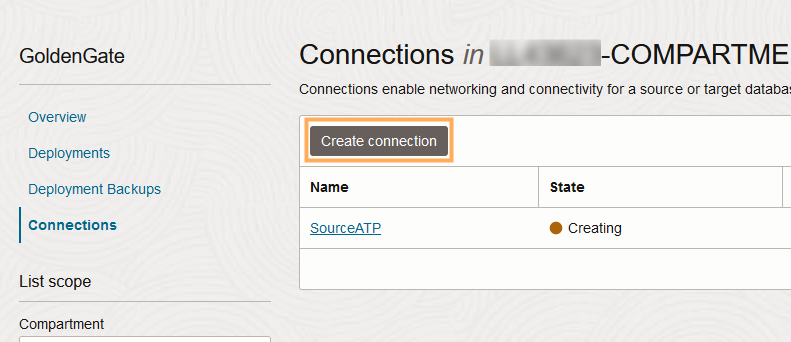 GoldenGate
Overview
Deployments
Deployment Backups
Connections
List scope
Compartment
Connections in -COMPARTME
Connections enable networking and connectivity for a source or target databas
Create connection
Name State
SourceATP Creating